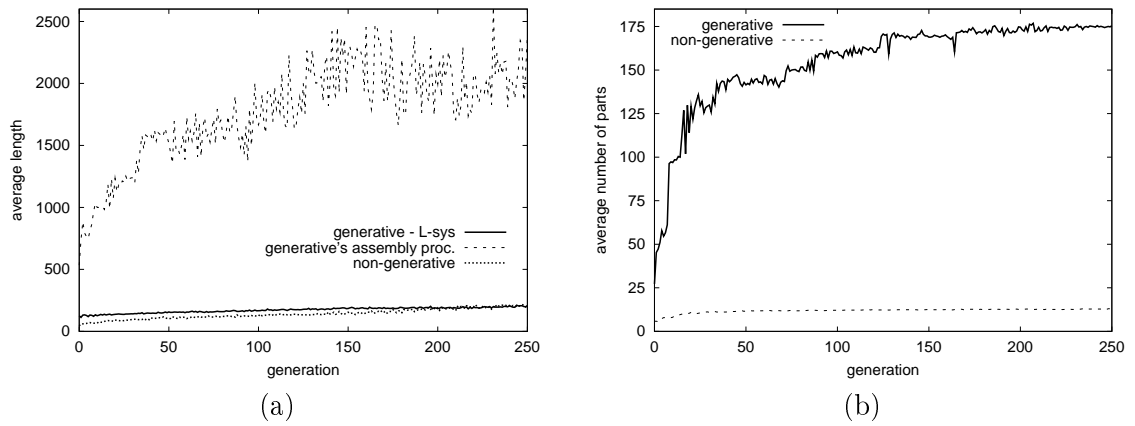 2500
2000
1500
1000
500
0
average length
generative - L-sys
generative's assembly proc.
non-generative
0 50 100 150 200 250
generation
(a)
175
150
125
100
75
50
25
0
average number of parts
generative
non-generative
0 50 100 150 200 250
generation
(b)